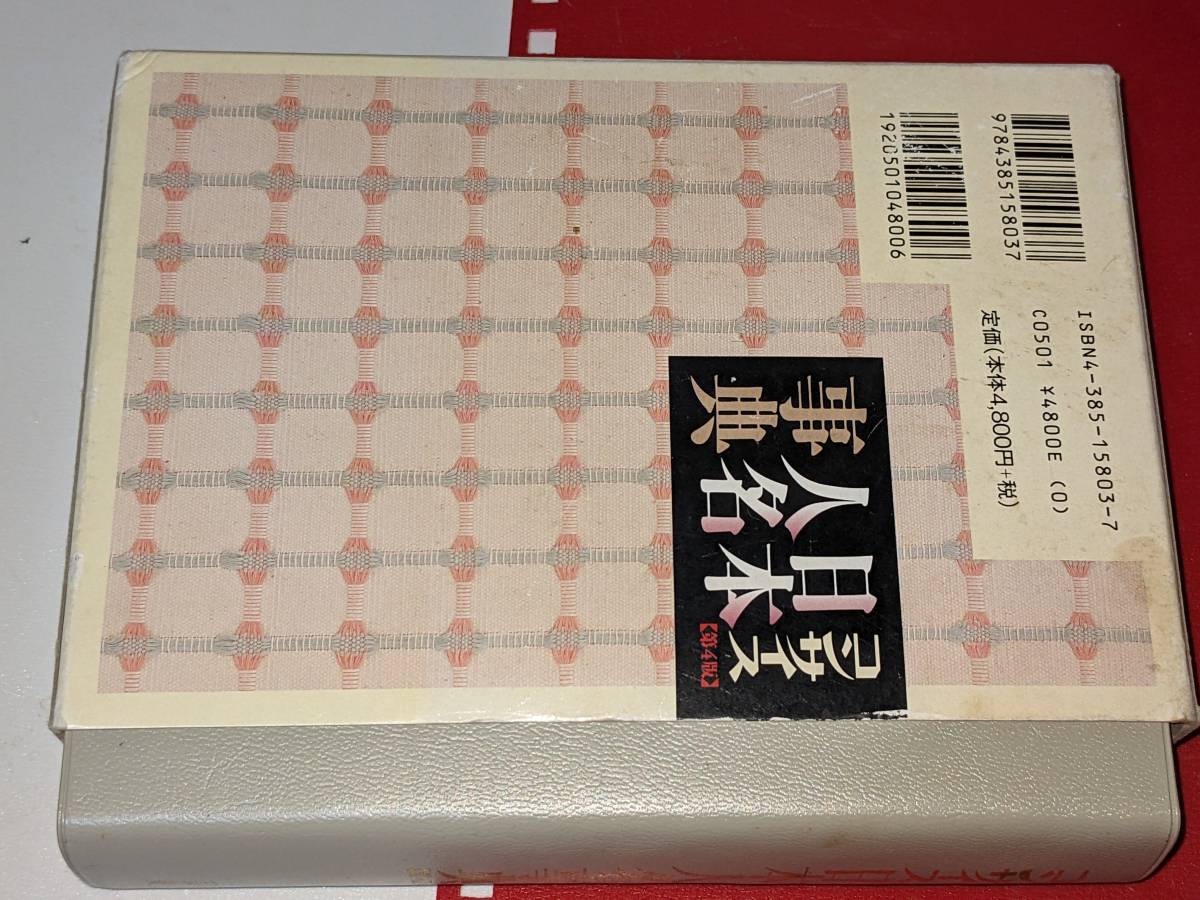 9784385158037
1920501048006
ISBN4-385-15803-7
C0501 ¥4800E (0)
定価(本体4,800円+税)
コンサイス
日本
人名
事典
【第4版】